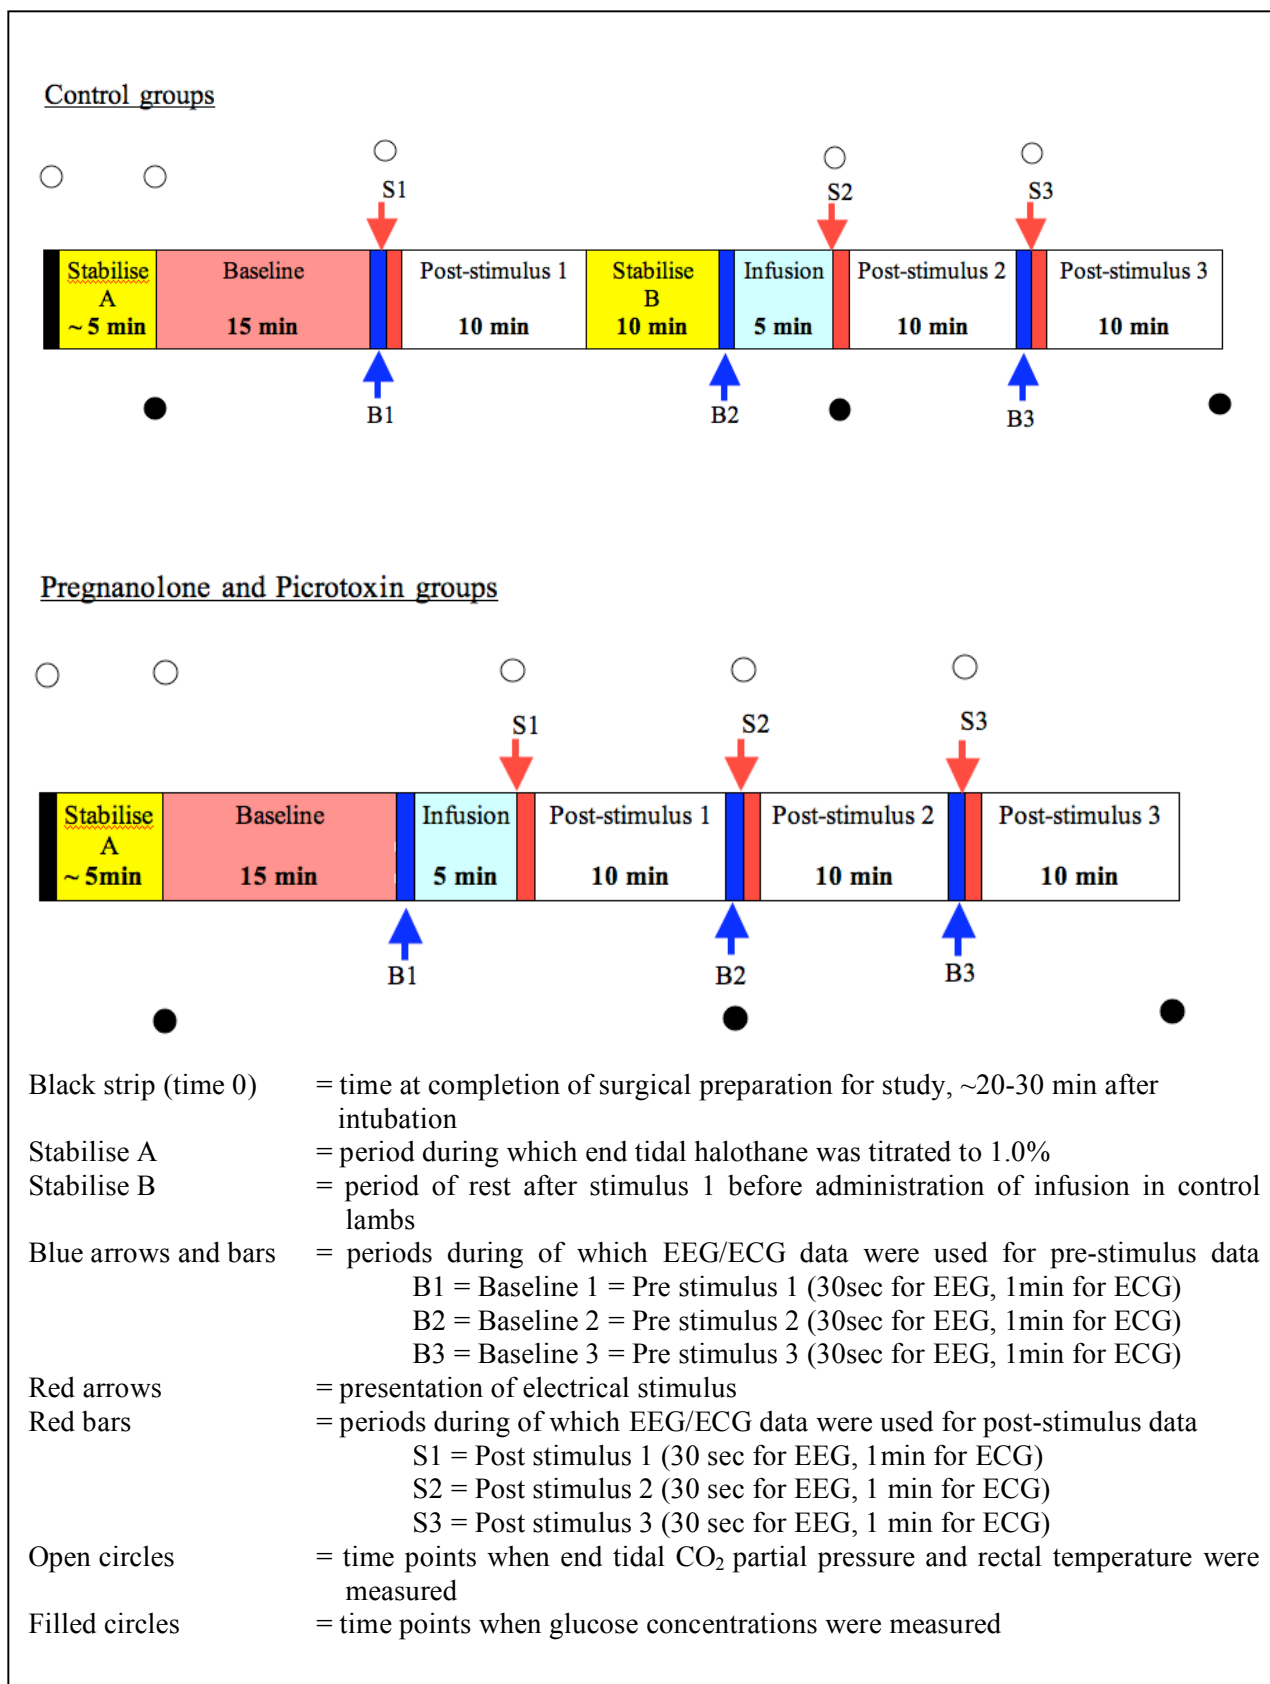 Control groups
S1
S2
S3
Stabilise
A
~ 5 min
Baseline
15 min
Post-stimulus 1
10 min
Stabilise
B
10 min
Infusion
5 min
Post-stimulus 2
10 min
Post-stimulus 3
10 min
B1
B2
B3
Pregnanolone and Picrotoxin groups
S1
S2
S3
Stabilise
A
~ 5min
Baseline
15 min
Infusion
5 min
Post-stimulus 1
10 min
Post-stimulus 2
10 min
Post-stimulus 3
10 min
B1
B2
B3
Black strip (time 0) = time at completion of surgical preparation for study, ~20-30 min after
intubation
Stabilise A = period during which end tidal halothane was titrated to 1.0%
Stabilise B = period of rest after stimulus 1 before administration of infusion in control
lambs
Blue arrows and bars = periods during of which EEG/ECG data were used for pre-stimulus data
B1 = Baseline 1 = Pre stimulus 1 (30sec for EEG, 1min for ECG)
B2 = Baseline 2 = Pre stimulus 2 (30sec for EEG, 1min for ECG)
B3 = Baseline 3 = Pre stimulus 3 (30sec for EEG, 1min for ECG)
Red arrows = presentation of electrical stimulus
Red bars = periods during of which EEG/ECG data were used for post-stimulus data
S1 = Post stimulus 1 (30 sec for EEG, 1min for ECG)
S2 = Post stimulus 2 (30 sec for EEG, 1 min for ECG)
S3 = Post stimulus 3 (30 sec for EEG, 1 min for ECG)
Open circles = time points when end tidal CO₂ partial pressure and rectal temperature were
measured
Filled circles = time points when glucose concentrations were measured